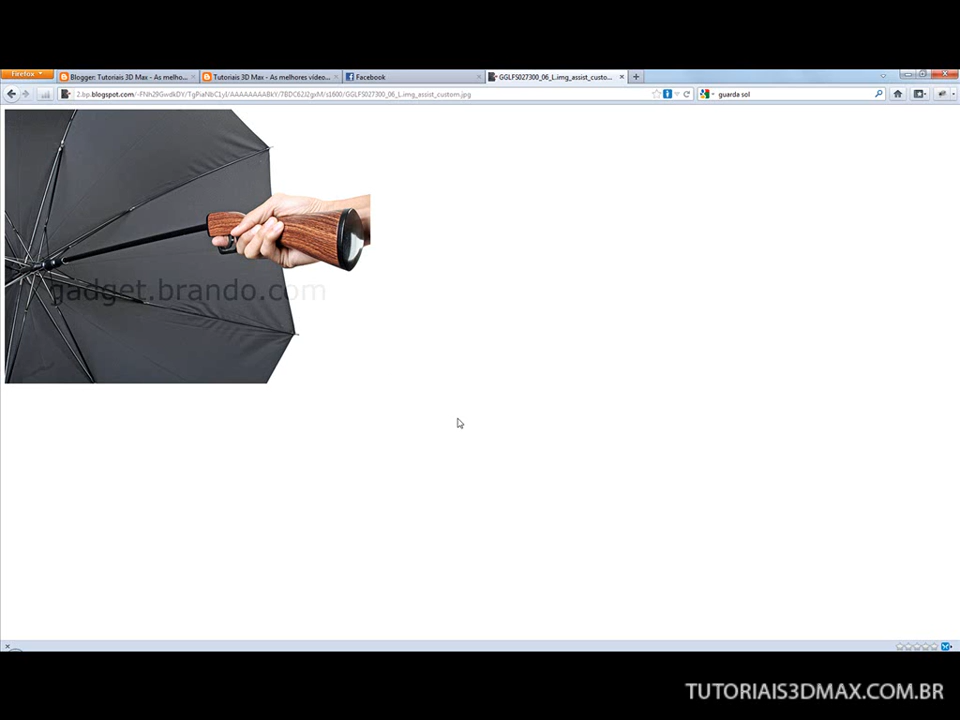 Firefox
Blogger: Tutoriais 3D Max - As melho...
Tutoriais 3D Max - As melhores vídeo...
Facebook
GGLFS027300_06_L.img_assist_custo...
guarda sol
gadget.brando.com
TUTORIAIS3DMAX.COM.BR